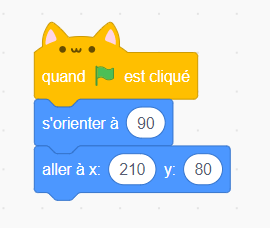 quand est cliqué
s'orienter à 90
aller à x: 210 y: 80